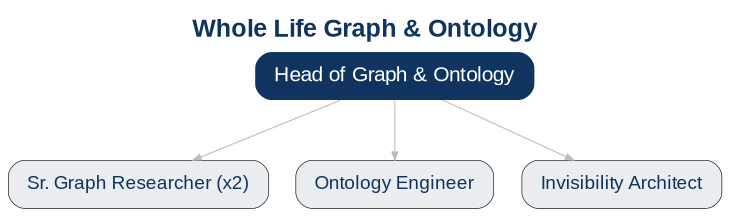 Whole Life Graph & Ontology
Head of Graph & Ontology
Sr. Graph Researcher (x2)
Ontology Engineer
Invisibility Architect